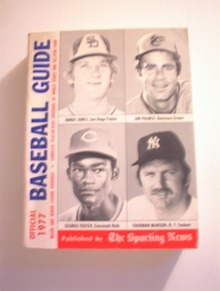 OFFICIAL
1977
BASEBALL GUIDE
RANDY JONES, San Diego Padres
JIM PALMER, Baltimore Orioles
GEORGE FOSTER, Cincinnati Reds
THURMAN MUNSON, N. Y. Yankees
Published by The Sporting News